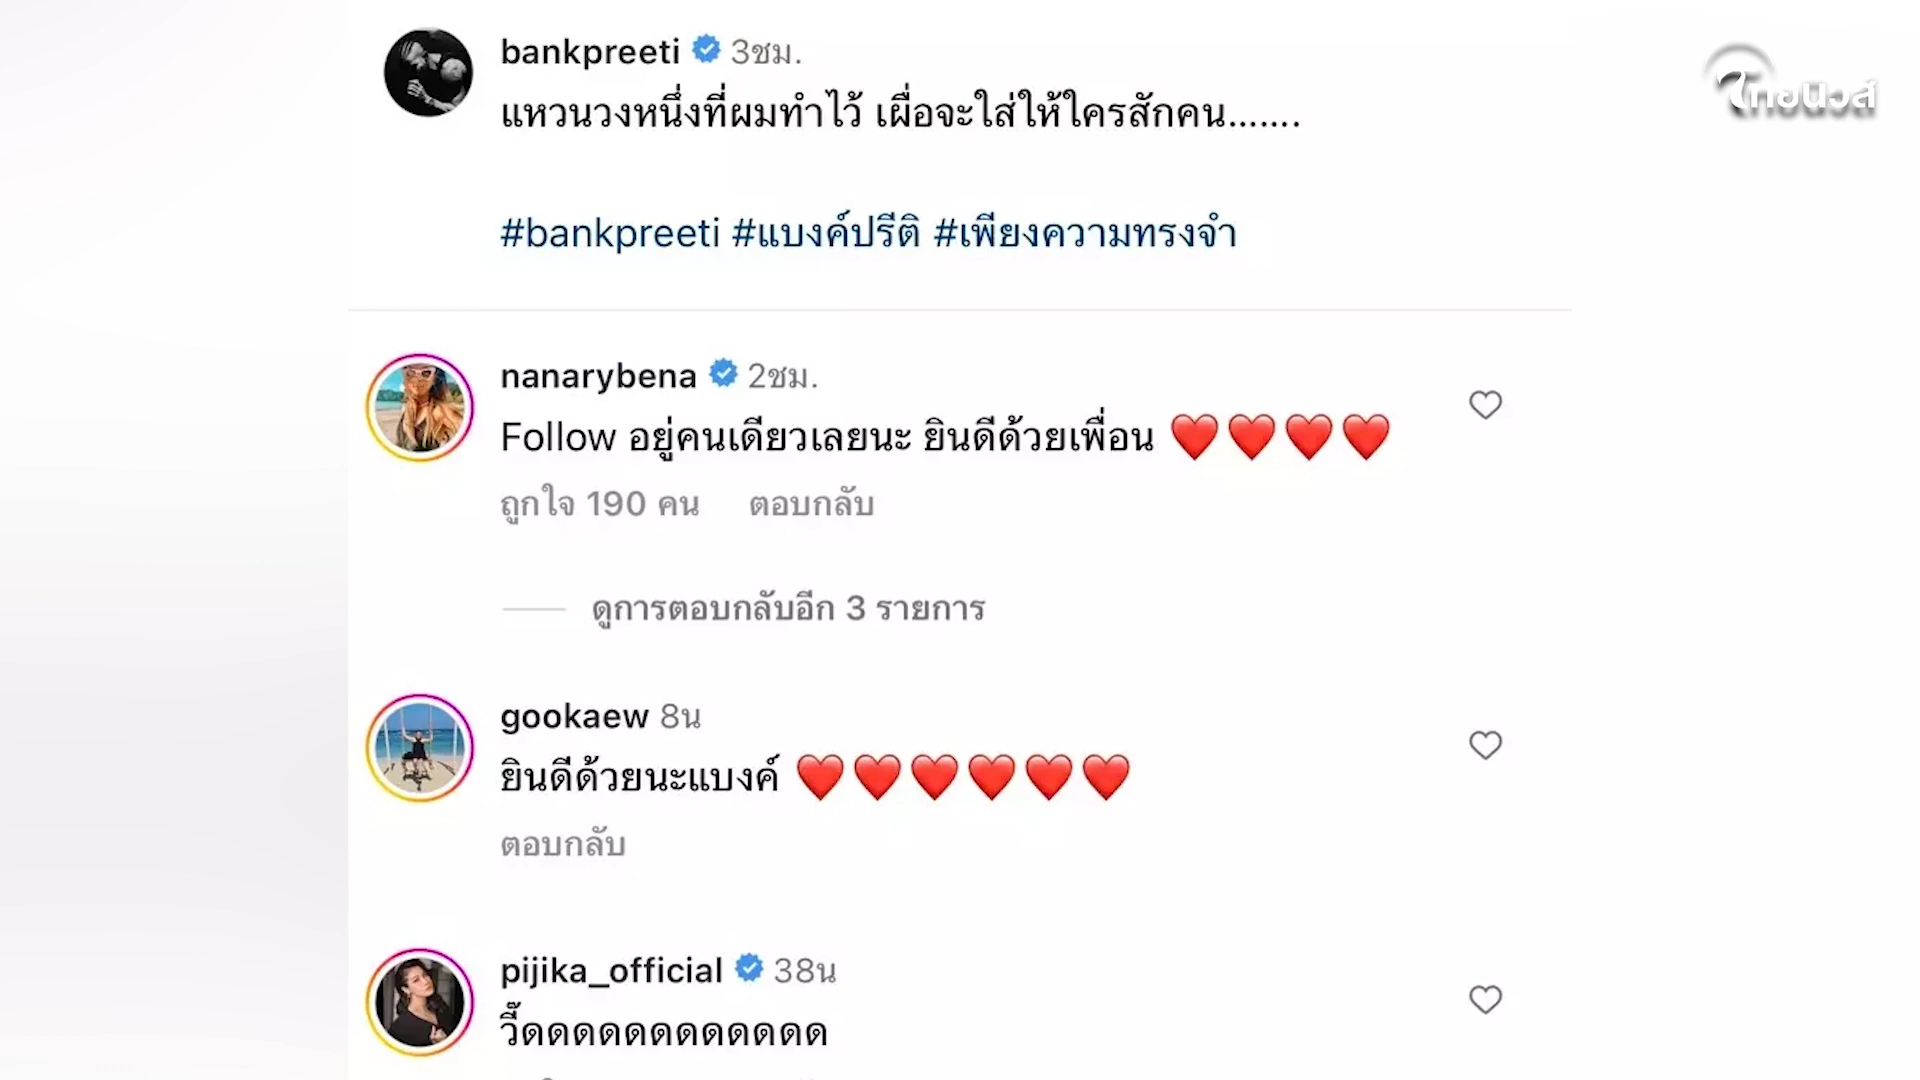 bankpreeti 3ชม.
แหวนวงหนึ่งที่ผมทำไว้ เผื่อจะใส่ให้ใครสักคน.......
#bankpreeti #แบงค์ปรีติ #เพียงความทรงจำ
ไทยนิวส์
nanarybena 2ชม.
Follow อยู่คนเดียวเลยนะ ยินดีด้วยเพื่อน ❤️❤️❤️❤️
ถูกใจ 190 คน ตอบกลับ
ดูการตอบกลับอีก 3 รายการ
gookaew 8น
ยินดีด้วยนะแบงค์ ❤️❤️❤️❤️❤️❤️
ตอบกลับ
pijika_official 38น
วี๊ดดดดดดดดดดดด